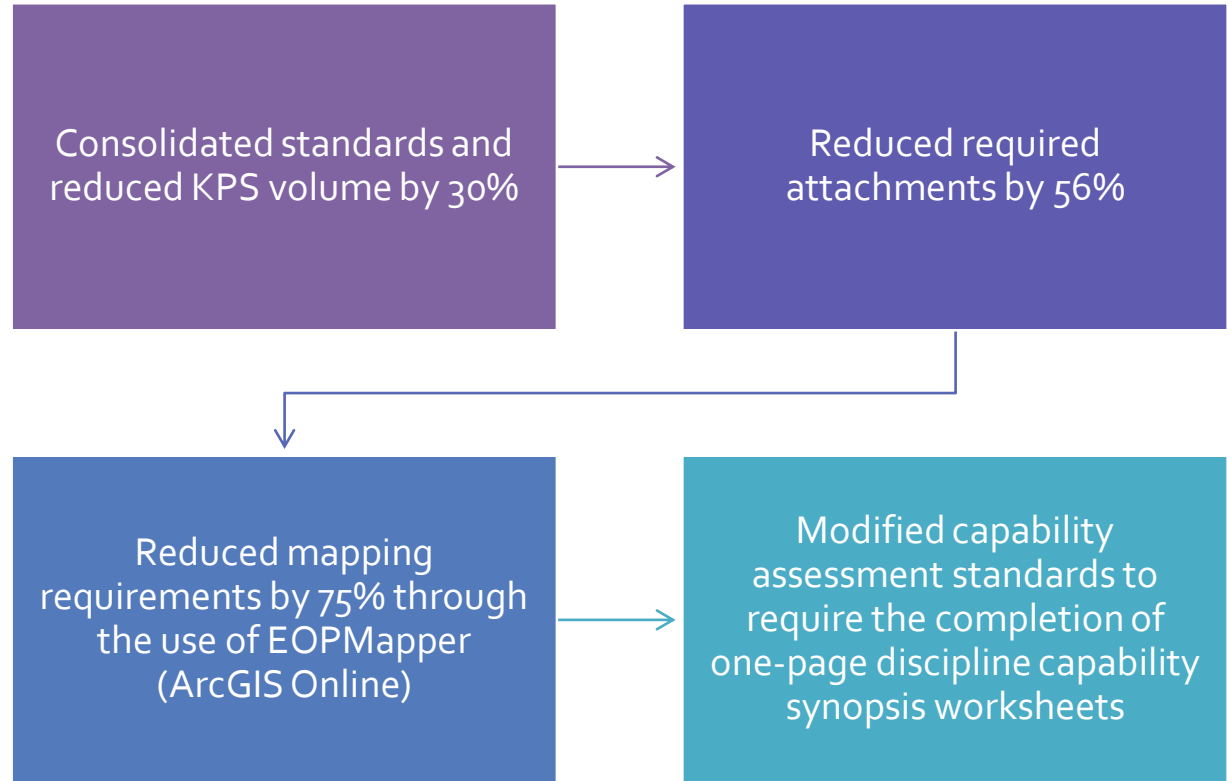 Consolidated standards and
reduced KPS volume by 30%
Reduced required
attachments by 56%
Reduced mapping
requirements by 75% through
the use of EOPMapper
(ArcGIS Online)
Modified capability
assessment standards to
require the completion of
one-page discipline capability
synopsis worksheets